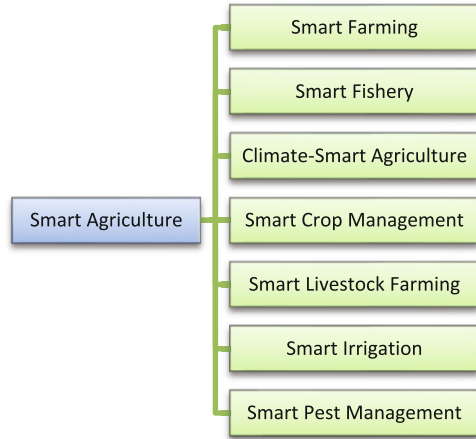 Smart Farming
Smart Fishery
Climate-Smart Agriculture
Smart Agriculture
Smart Crop Management
Smart Livestock Farming
Smart Irrigation
Smart Pest Management